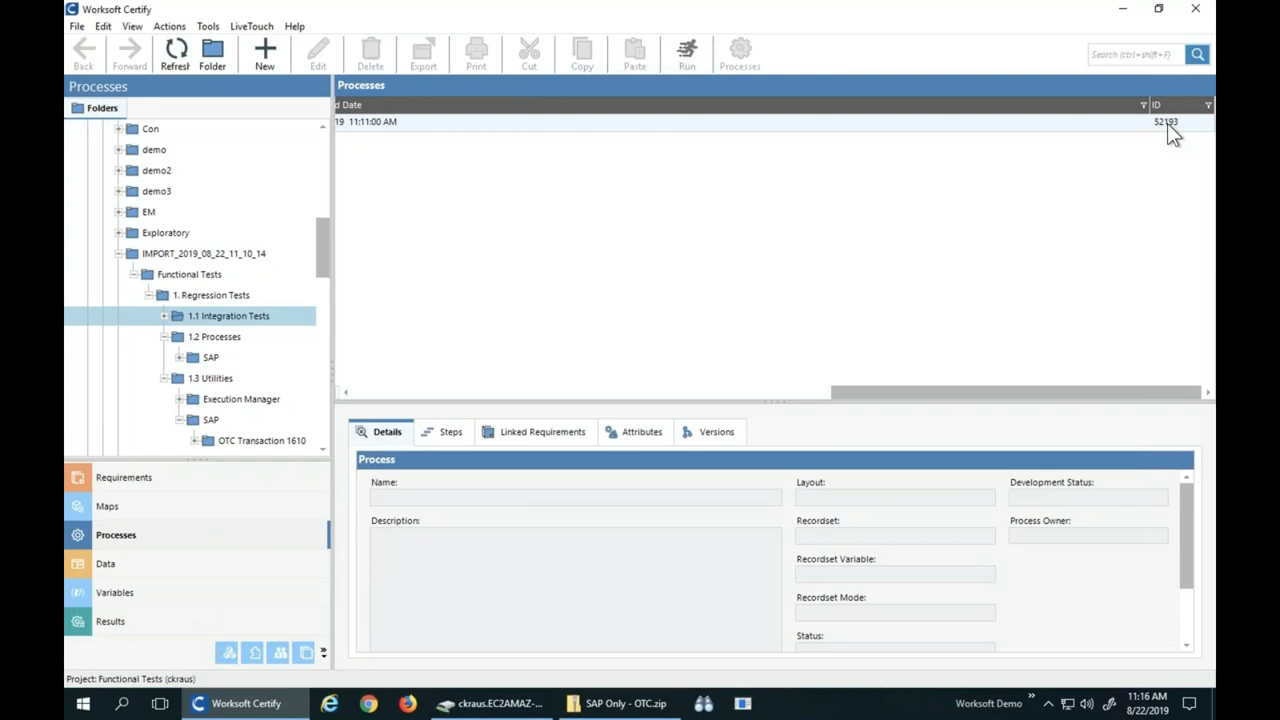 Worksoft Certify
File Edit View Actions Tools LiveTouch Help
Back Forward Refresh Folder New Edit Delete Export Print Cut Copy Paste Run Processes
Search (ctrl+shift+F)
Processes
Folders
Con
demo
demo2
demo3
EM
Exploratory
IMPORT_2019_08_22_11_10_14
Functional Tests
1. Regression Tests
1.1 Integration Tests
1.2 Processes
SAP
1.3 Utilities
Execution Manager
SAP
OTC Transaction 1610
Requirements
Maps
Processes
Data
Variables
Results
Processes
d Date ID
19 11:11:00 AM 52193
Details Steps Linked Requirements Attributes Versions
Process
Name: Layout: Development Status:
Description: Recordset: Process Owner:
Recordset Variable:
Recordset Mode:
Status:
Project: Functional Tests (ckraus)
Worksoft Certify ckraus.EC2AMAZ-... SAP Only - OTC.zip Worksoft Demo 11:16 AM
8/22/2019